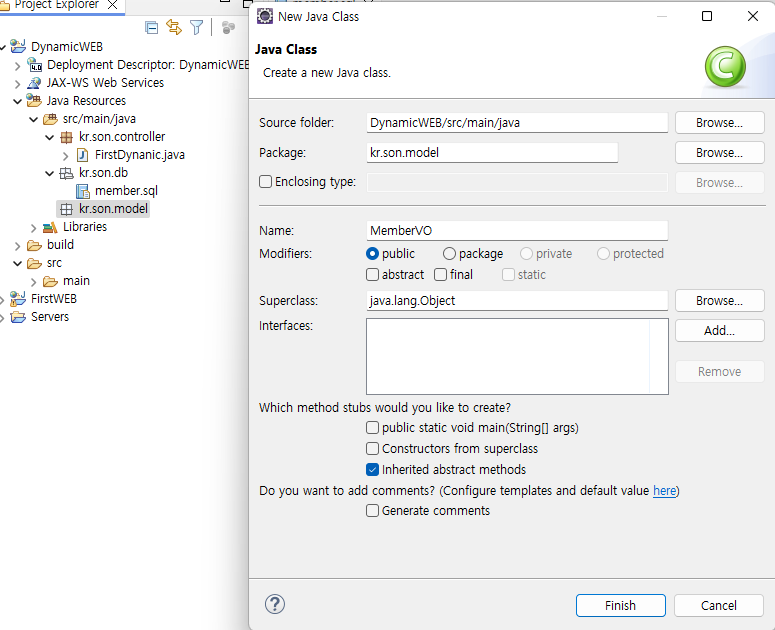 Project Explorer
DynamicWEB
Deployment Descriptor: DynamicWEB
JAX-WS Web Services
Java Resources
src/main/java
kr.son.controller
FirstDynanic.java
kr.son.db
member.sql
kr.son.model
Libraries
build
src
main
FirstWEB
Servers
New Java Class
Java Class
Create a new Java class.
Source folder: DynamicWEB/src/main/java Browse...
Package: kr.son.model Browse...
Enclosing type: Browse...
Name: MemberVO
Modifiers: public package private protected
abstract final static
Superclass: java.lang.Object Browse...
Interfaces: Add...
Remove
Which method stubs would you like to create?
public static void main(String[] args)
Constructors from superclass
Inherited abstract methods
Do you want to add comments? (Configure templates and default value here)
Generate comments
? Finish Cancel